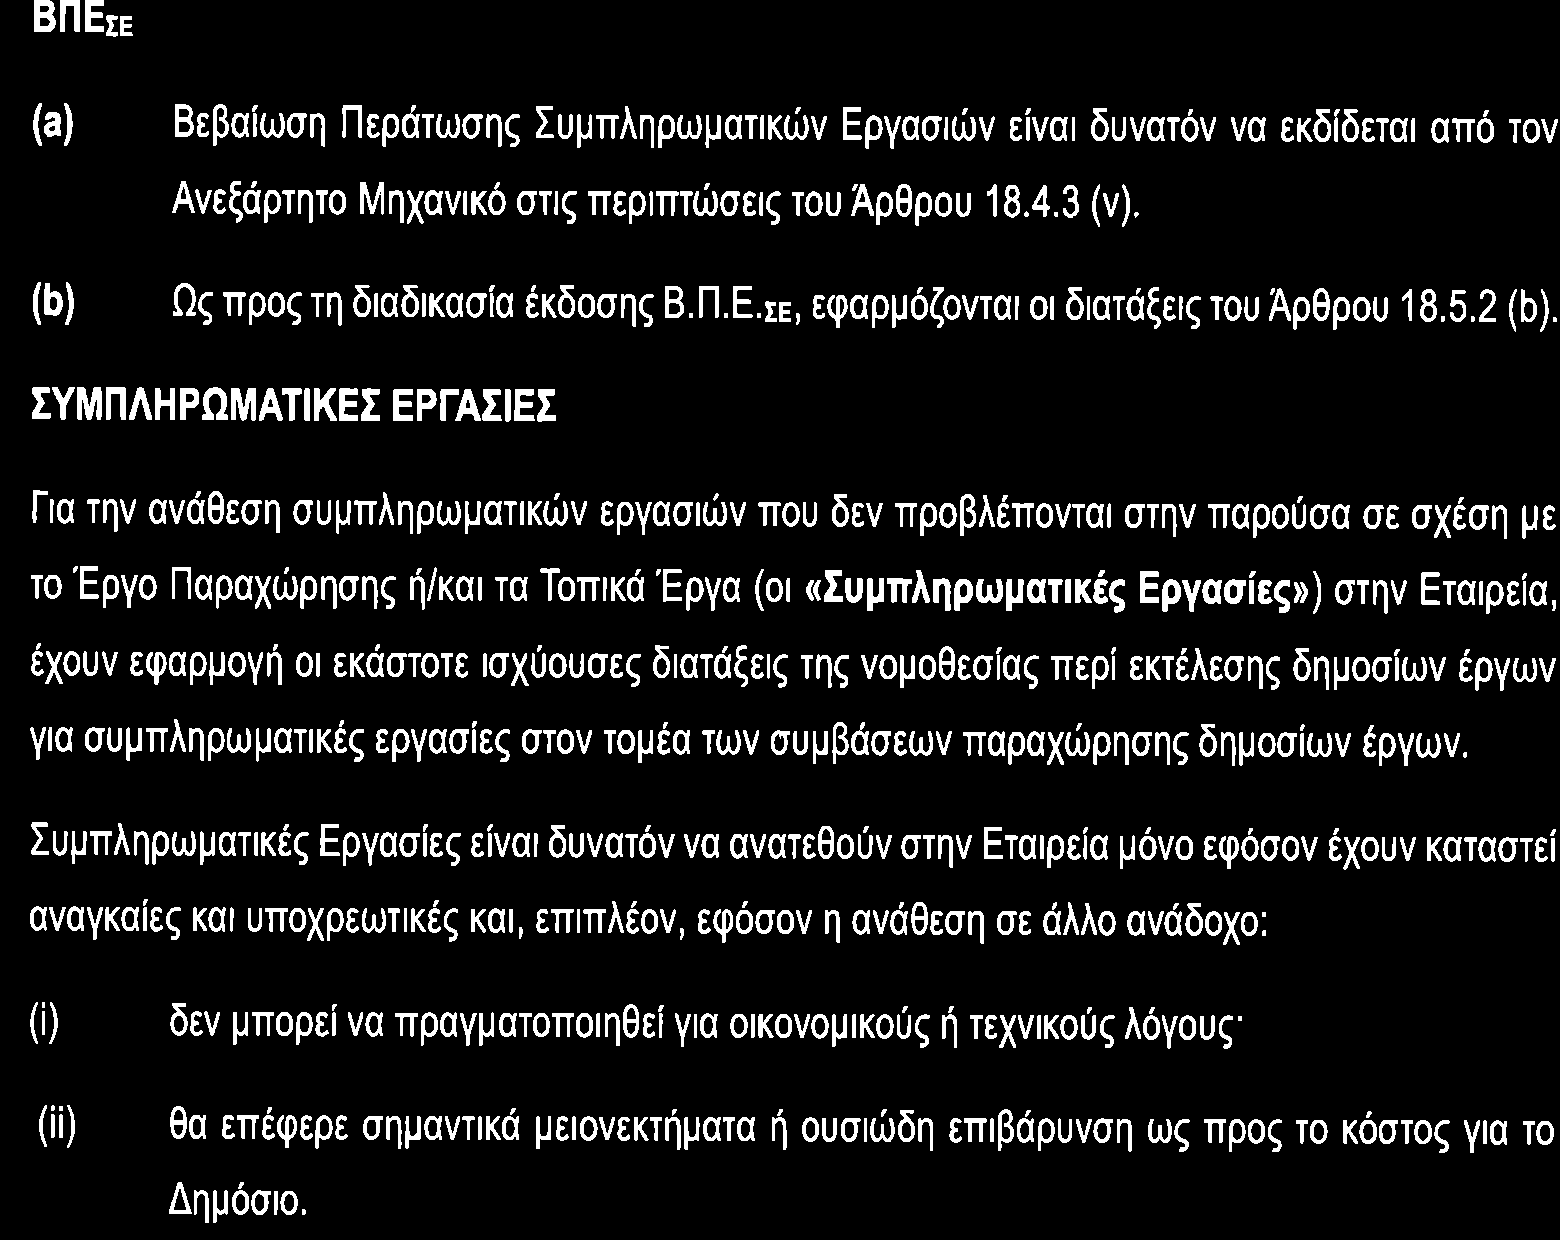 ΒΠΕΣΕ
(a) Βεβαίωση Περάτωσης Συμπληρωματικών Εργασιών είναι δυνατόν να εκδίδεται από τον
Ανεξάρτητο Μηχανικό στις περιπτώσεις του Άρθρου 18.4.3 (v).
(b) Ως προς τη διαδικασία έκδοσης Β.Π.Ε.ΣΕ, εφαρμόζονται οι διατάξεις του Άρθρου 18.5.2 (b).
ΣΥΜΠΛΗΡΩΜΑΤΙΚΕΣ ΕΡΓΑΣΙΕΣ
Για την ανάθεση συμπληρωματικών εργασιών που δεν προβλέπονται στην παρούσα σε σχέση με
το Έργο Παραχώρησης ή/και τα Τοπικά Έργα (οι «Συμπληρωματικές Εργασίες») στην Εταιρεία,
έχουν εφαρμογή οι εκάστοτε ισχύουσες διατάξεις της νομοθεσίας περί εκτέλεσης δημοσίων έργων
για συμπληρωματικές εργασίες στον τομέα των συμβάσεων παραχώρησης δημοσίων έργων.
Συμπληρωματικές Εργασίες είναι δυνατόν να ανατεθούν στην Εταιρεία μόνο εφόσον έχουν καταστεί
αναγκαίες και υποχρεωτικές και, επιπλέον, εφόσον η ανάθεση σε άλλο ανάδοχο:
(i) δεν μπορεί να πραγματοποιηθεί για οικονομικούς ή τεχνικούς λόγους·
(ii) θα επέφερε σημαντικά μειονεκτήματα ή ουσιώδη επιβάρυνση ως προς το κόστος για το
Δημόσιο.